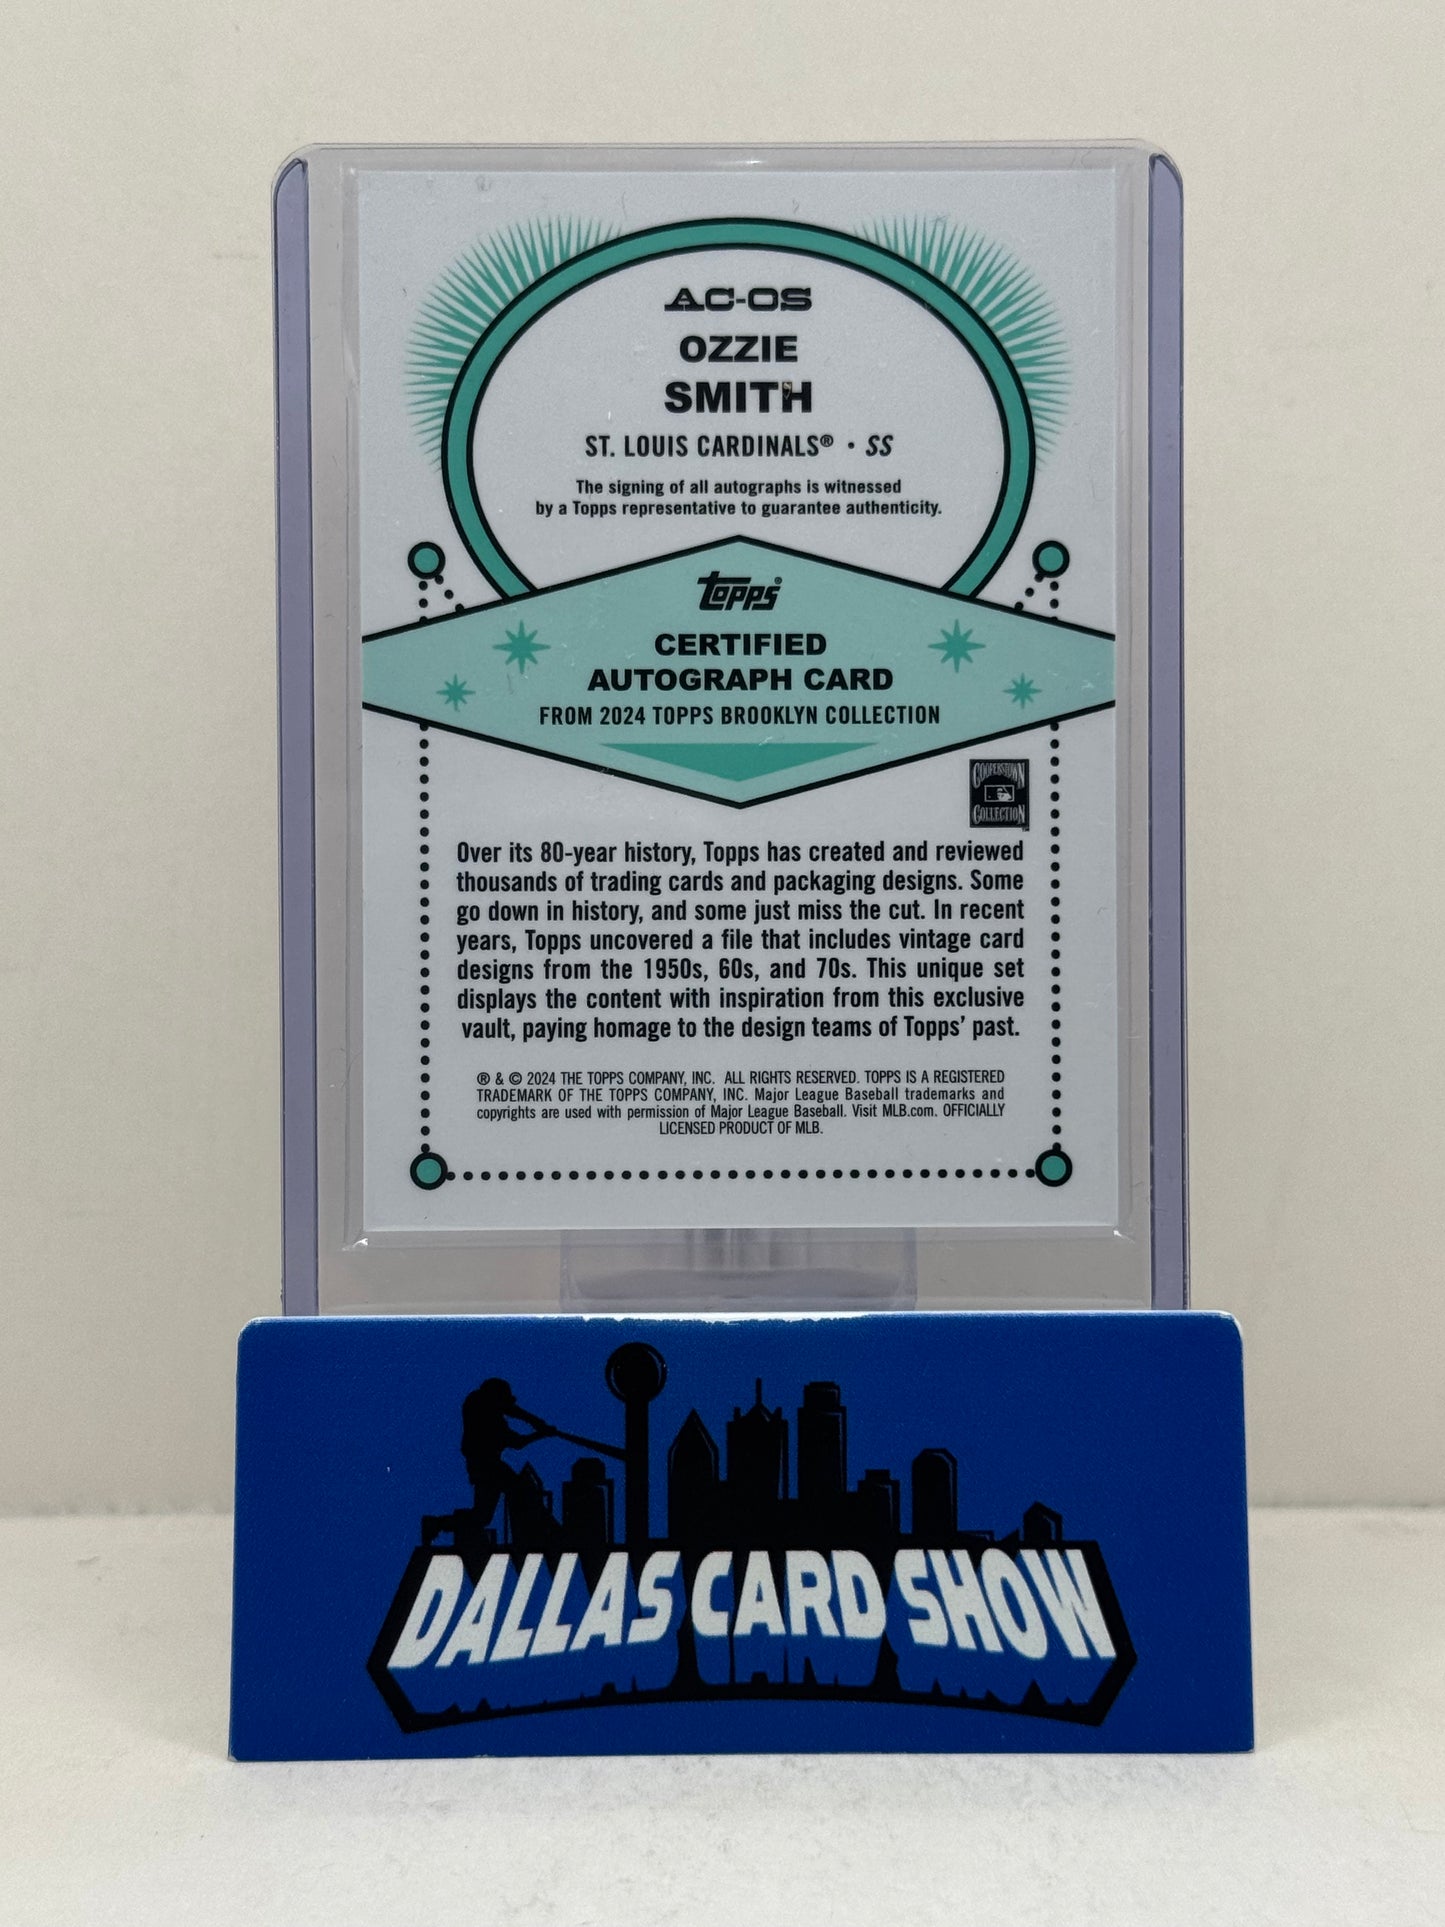 AC-OS
OZZIE
SMITH
ST. LOUIS CARDINALS® • SS
The signing of all autographs is witnessed
by a Topps representative to guarantee authenticity.
Topps®
CERTIFIED
AUTOGRAPH CARD
FROM 2024 TOPPS BROOKLYN COLLECTION
COOPERSTOWN
COLLECTION
Over its 80-year history, Topps has created and reviewed
thousands of trading cards and packaging designs. Some
go down in history, and some just miss the cut. In recent
years, Topps uncovered a file that includes vintage card
designs from the 1950s, 60s, and 70s. This unique set
displays the content with inspiration from this exclusive
vault, paying homage to the design teams of Topps' past.
® & © 2024 THE TOPPS COMPANY, INC. ALL RIGHTS RESERVED. TOPPS IS A REGISTERED
TRADEMARK OF THE TOPPS COMPANY, INC. Major League Baseball trademarks and
copyrights are used with permission of Major League Baseball. Visit MLB.com. OFFICIALLY
LICENSED PRODUCT OF MLB.
DALLAS CARD SHOW